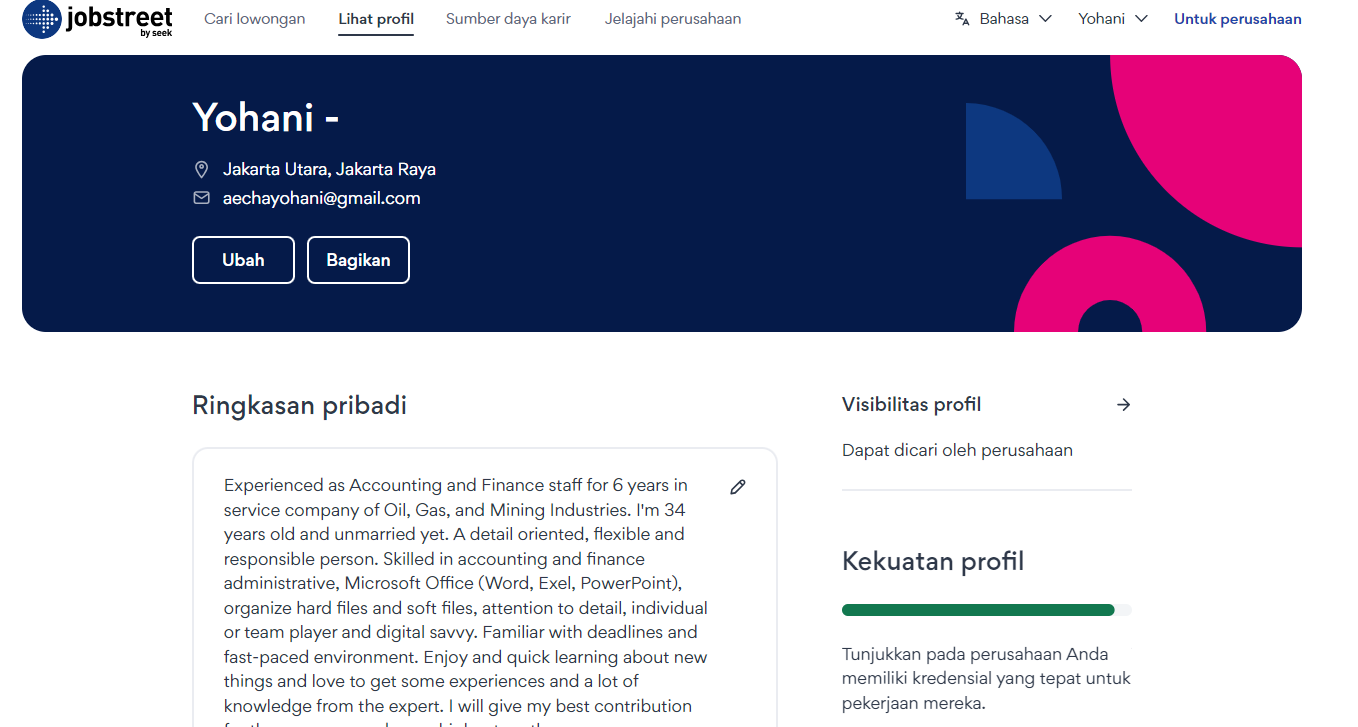 jobstreet
by seek
Cari lowongan
Lihat profil
Sumber daya karir
Jelajahi perusahaan
Bahasa
Yohani
Untuk perusahaan
Yohani -
Jakarta Utara, Jakarta Raya
aechayohani@gmail.com
Ubah
Bagikan
Ringkasan pribadi
Experienced as Accounting and Finance staff for 6 years in
service company of Oil, Gas, and Mining Industries. I'm 34
years old and unmarried yet. A detail oriented, flexible and
responsible person. Skilled in accounting and finance
administrative, Microsoft Office (Word, Exel, PowerPoint),
organize hard files and soft files, attention to detail, individual
or team player and digital savvy. Familiar with deadlines and
fast-paced environment. Enjoy and quick learning about new
things and love to get some experiences and a lot of
knowledge from the expert. I will give my best contribution
Visibilitas profil
Dapat dicari oleh perusahaan
Kekuatan profil
Tunjukkan pada perusahaan Anda
memiliki kredensial yang tepat untuk
pekerjaan mereka.